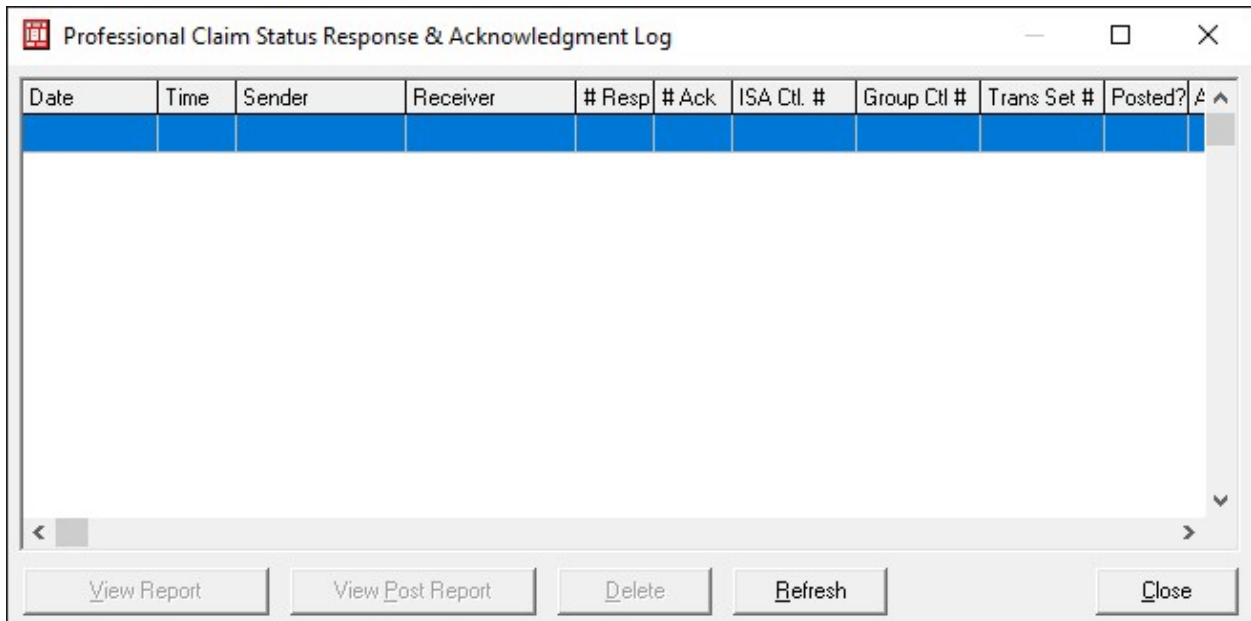 Professional Claim Status Response & Acknowledgment Log
Date Time Sender Receiver # Resp # Ack ISA Ctl. # Group Ctl # Trans Set # Posted? A
View Report View Post Report Delete Refresh Close